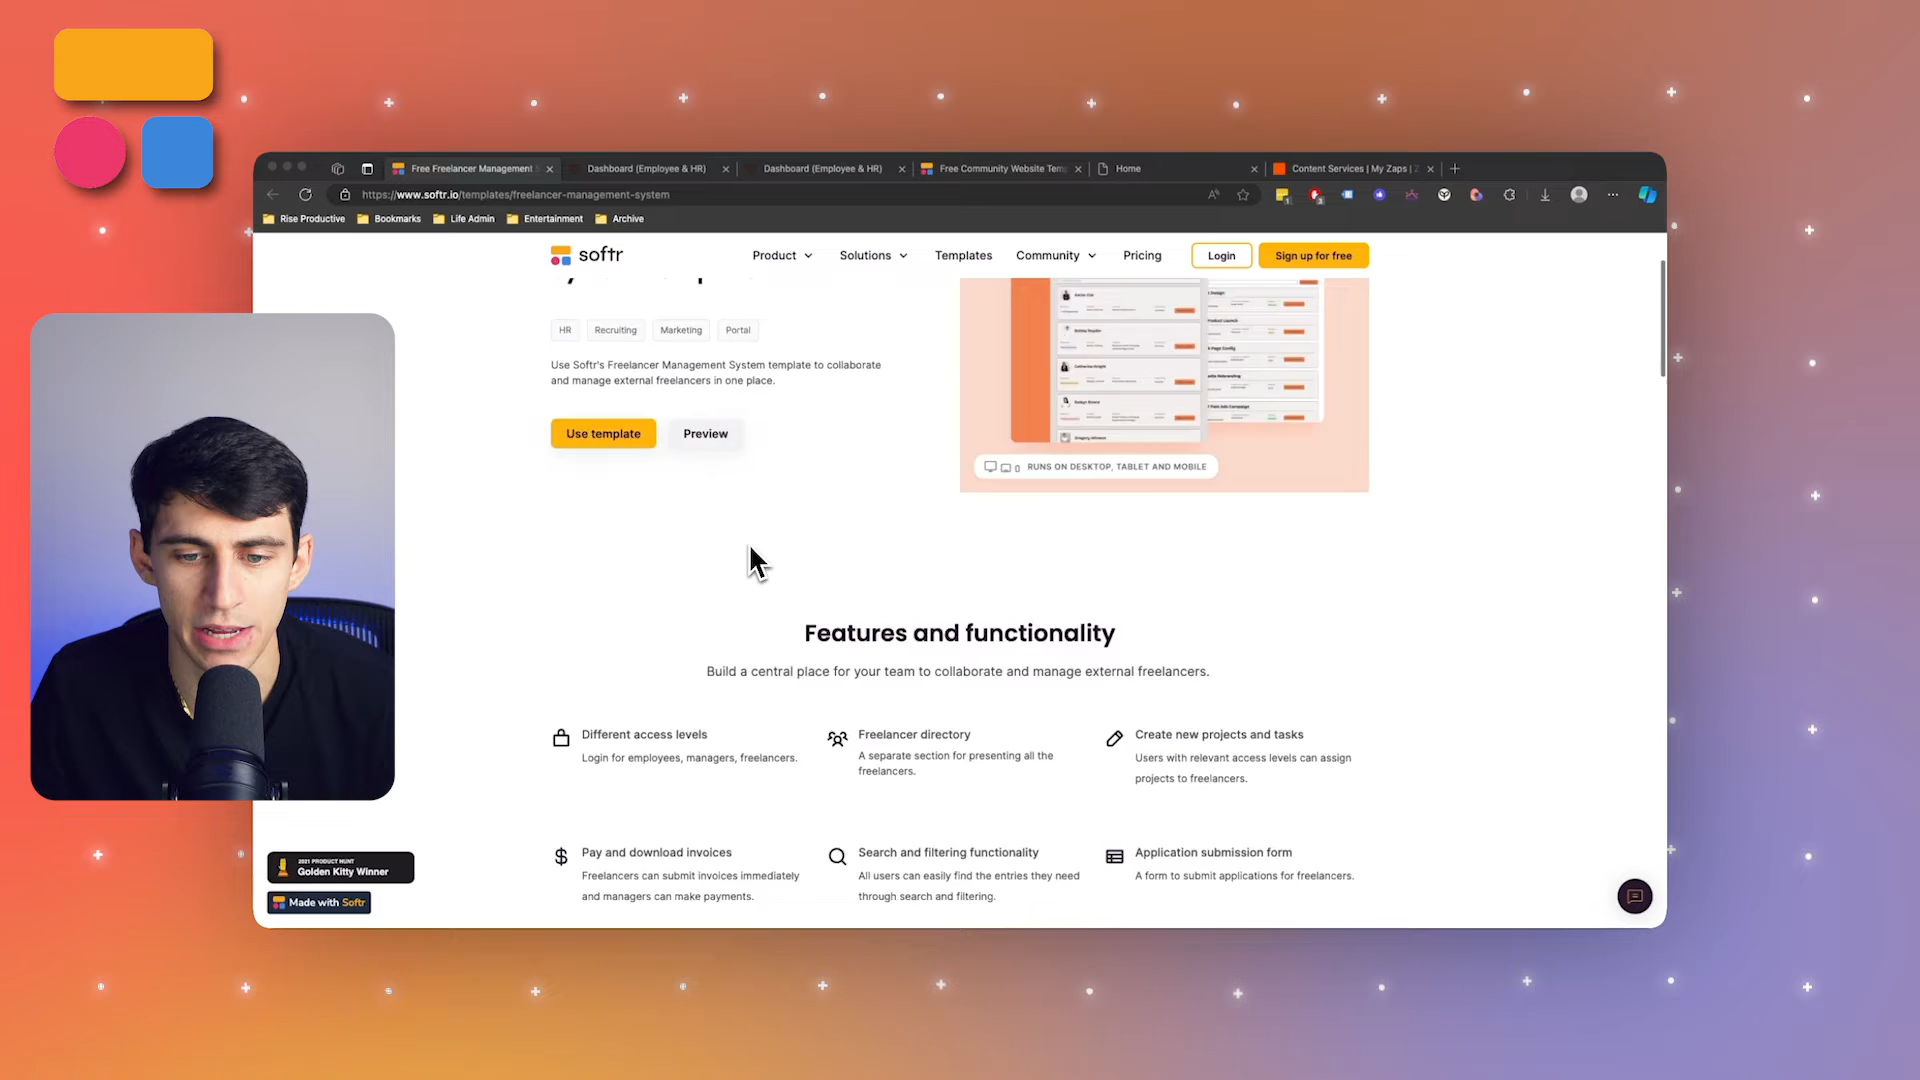 Free Freelancer Management S
Dashboard (Employee & HR)
Dashboard (Employee & HR)
Free Community Website Tem
Home
Content Services | My Zaps | Z
https://www.softr.io/templates/freelancer-management-system
Rise Productive
Bookmarks
Life Admin
Entertainment
Archive
softr
Product
Solutions
Templates
Community
Pricing
Login
Sign up for free
HR
Recruiting
Marketing
Portal
Use Softr's Freelancer Management System template to collaborate
and manage external freelancers in one place.
Use template
Preview
RUNS ON DESKTOP, TABLET AND MOBILE
Features and functionality
Build a central place for your team to collaborate and manage external freelancers.
Different access levels
Login for employees, managers, freelancers.
Freelancer directory
A separate section for presenting all the
freelancers.
Create new projects and tasks
Users with relevant access levels can assign
projects to freelancers.
Pay and download invoices
Freelancers can submit invoices immediately
and managers can make payments.
Search and filtering functionality
All users can easily find the entries they need
through search and filtering.
Application submission form
A form to submit applications for freelancers.
2021 PRODUCT HUNT
Golden Kitty Winner
Made with Softr